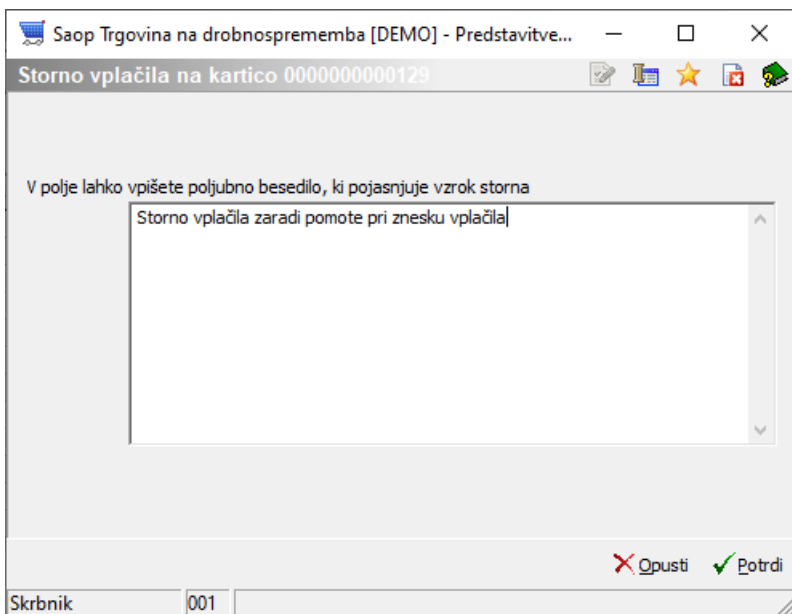 Saop Trgovina na drobnosprememba [DEMO] - Predstavitve...
Storno vplačila na kartico 0000000000129
V polje lahko vpišete poljubno besedilo, ki pojasnjuje vzrok storna
Storno vplačila zaradi pomote pri znesku vplačila
Opusti Potrdi
Skrbnik 001